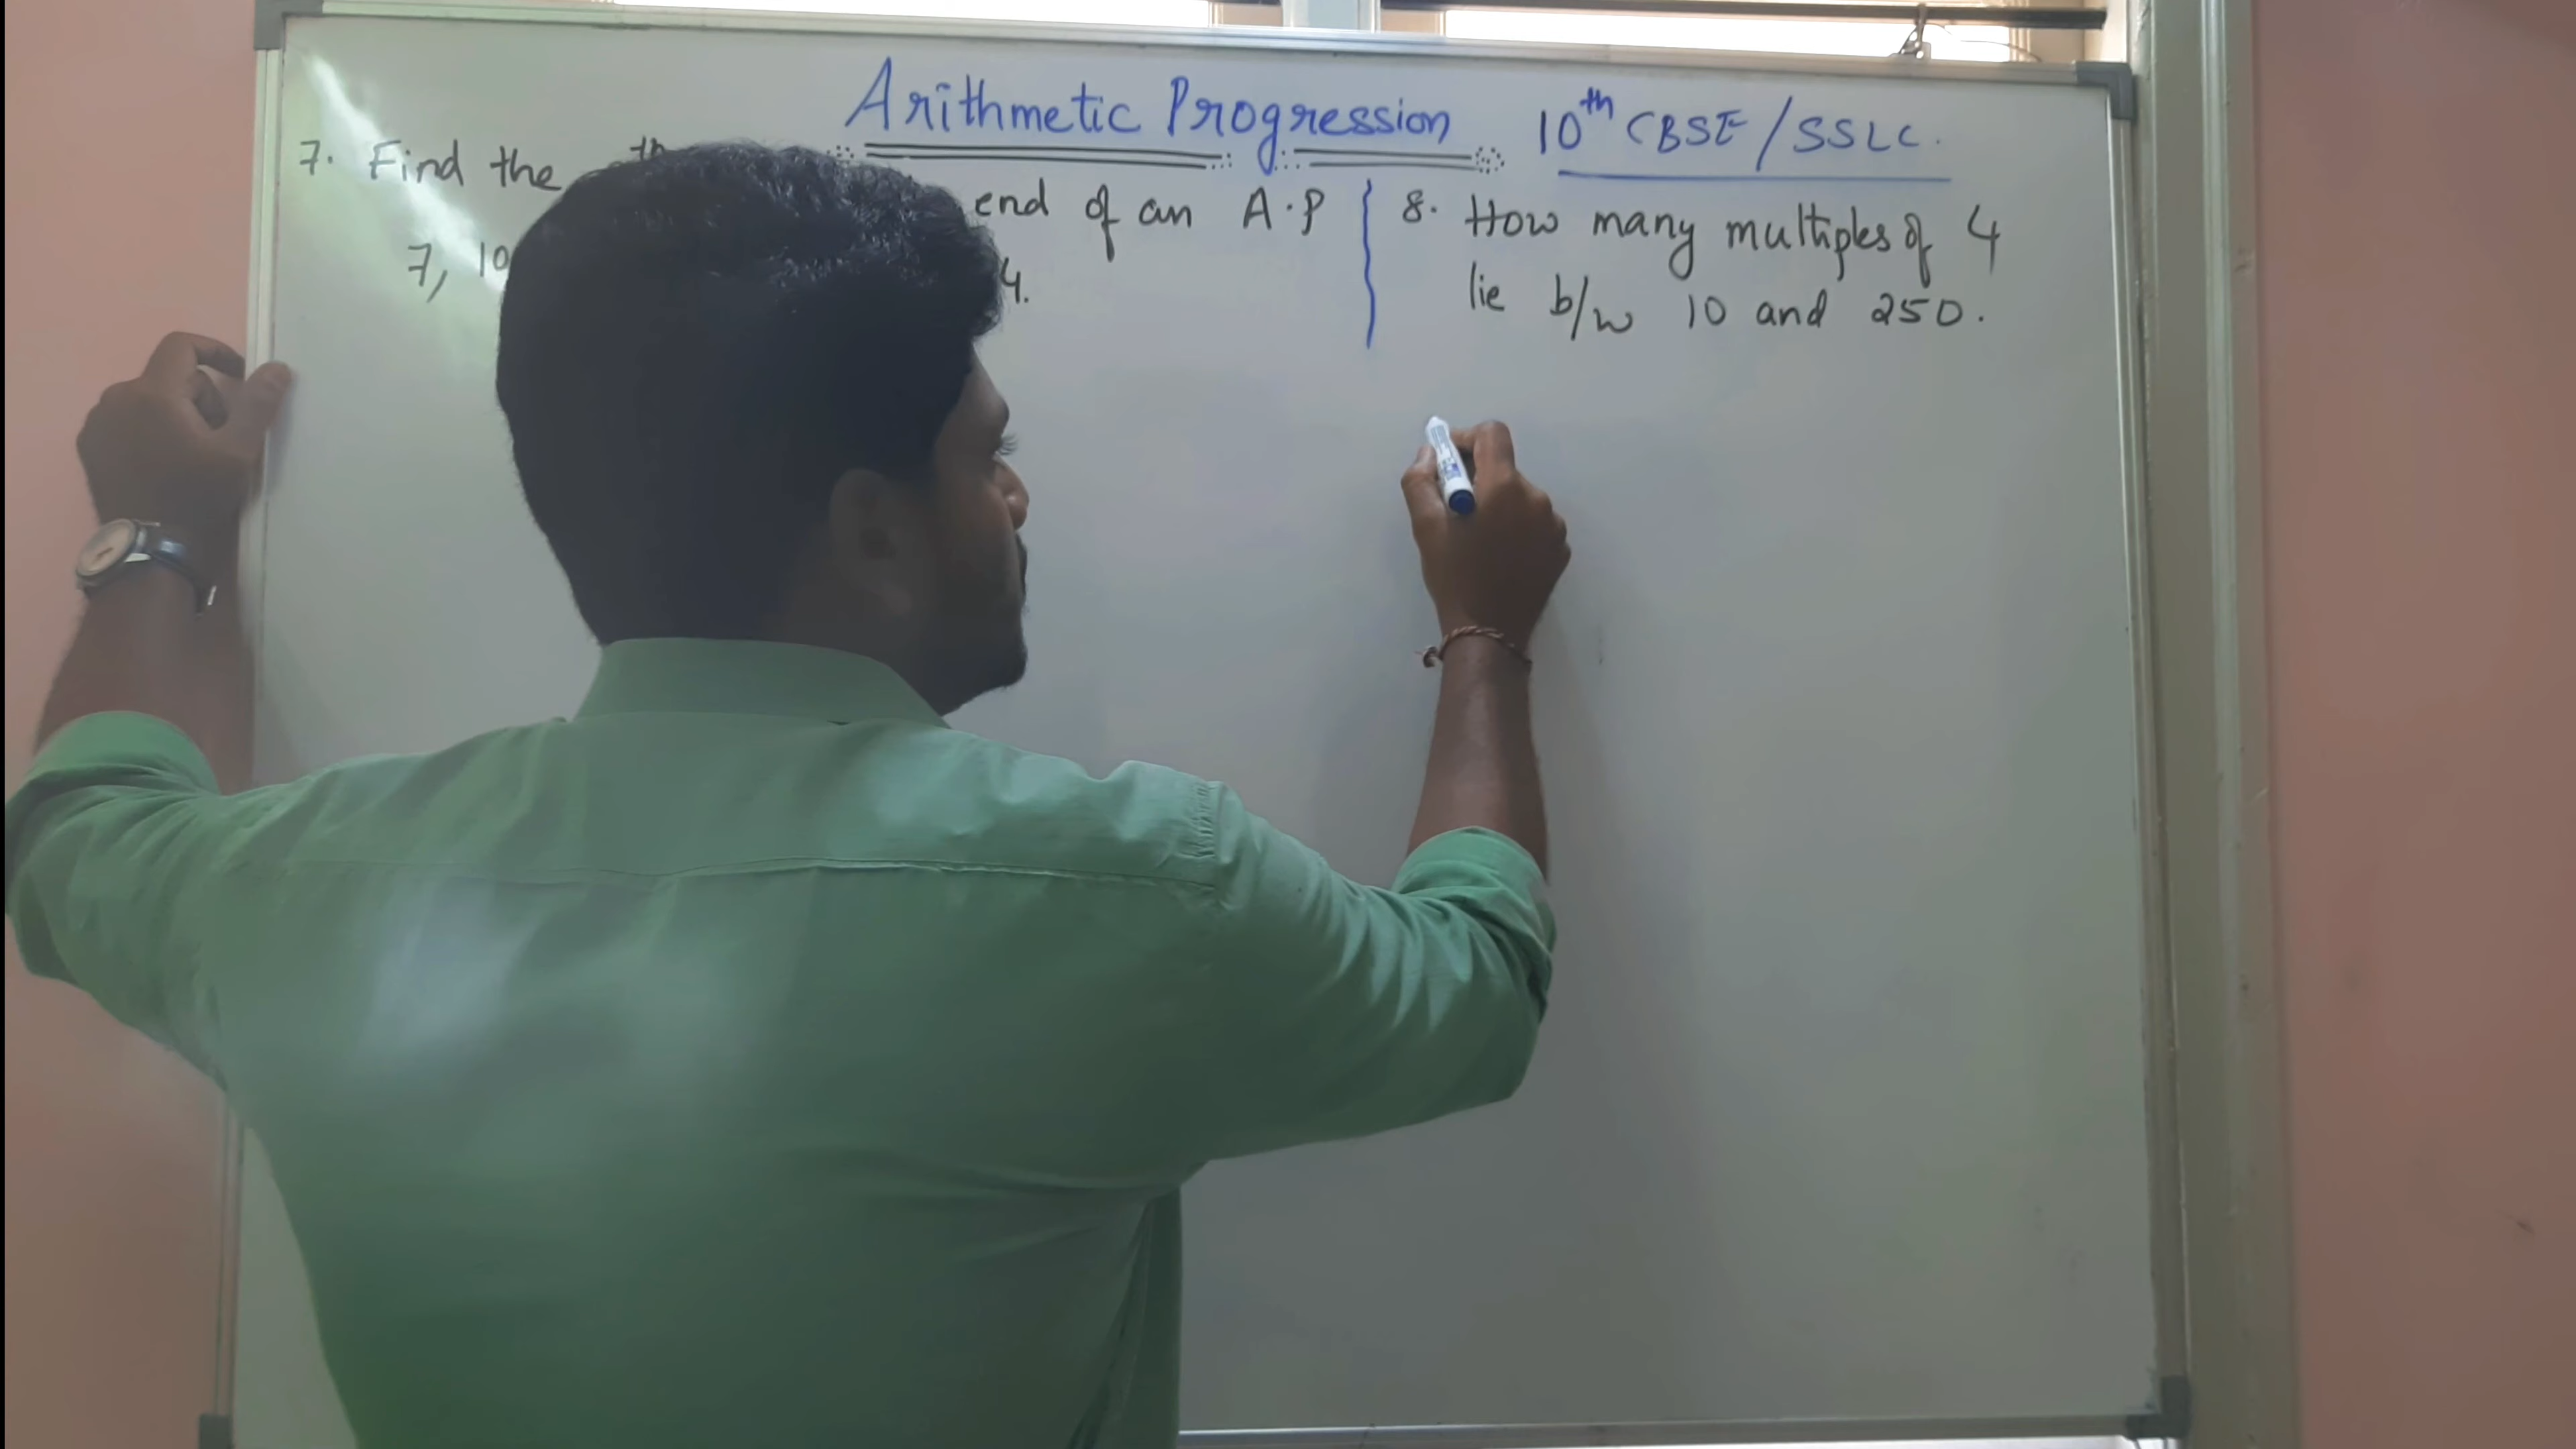 Arithmetic Progression 10th CBSE/SSLC.
7. Find the th end of an A.P
7, 10 4.
8. How many multiples of 4
lie b/w 10 and 250.